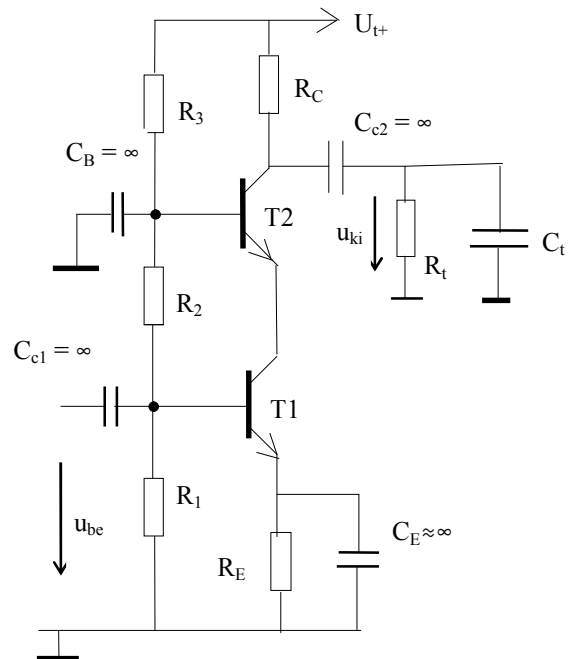 U_{t+}
R_3
R_C
C_{c2} = ∞
C_B = ∞
T2
u_{ki}
R_t
C_t
R_2
C_{c1} = ∞
T1
R_1
u_{be}
C_E≈∞
R_E